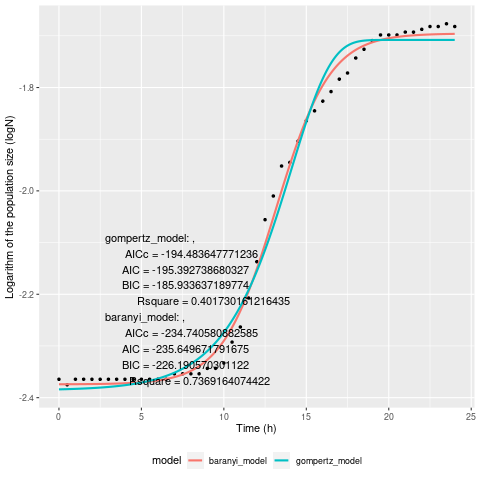 Logarithm of the population size (logN)
-1.8
-2.0
-2.2
-2.4
gompertz_model: ,
AICc = -194.483647771236
AIC = -195.392738680327
BIC = -185.933637189774
Rsquare = 0.401730161216435
baranyi_model: ,
AICc = -234.740580882585
AIC = -235.649671791675
BIC = -226.190570301122
Rsquare = 0.7369164074422
0 5 10 15 20 25
Time (h)
model baranyi_model gompertz_model